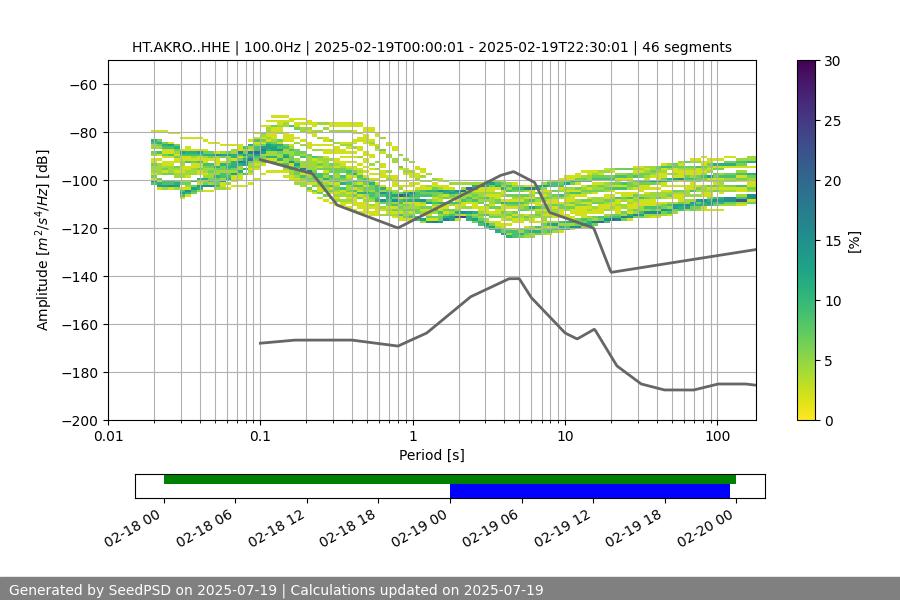 HT.AKRO..HHE | 100.0Hz | 2025-02-19T00:00:01 - 2025-02-19T22:30:01 | 46 segments
Amplitude [m²/s⁴/Hz] [dB]
−60
−80
−100
−120
−140
−160
−180
−200
0.01 0.1 1 10 100
Period [s]
30
25
20
15
10
5
0
[%]
02-18 00 02-18 06 02-18 12 02-18 18 02-19 00 02-19 06 02-19 12 02-19 18 02-20 00
Generated by SeedPSD on 2025-07-19 | Calculations updated on 2025-07-19